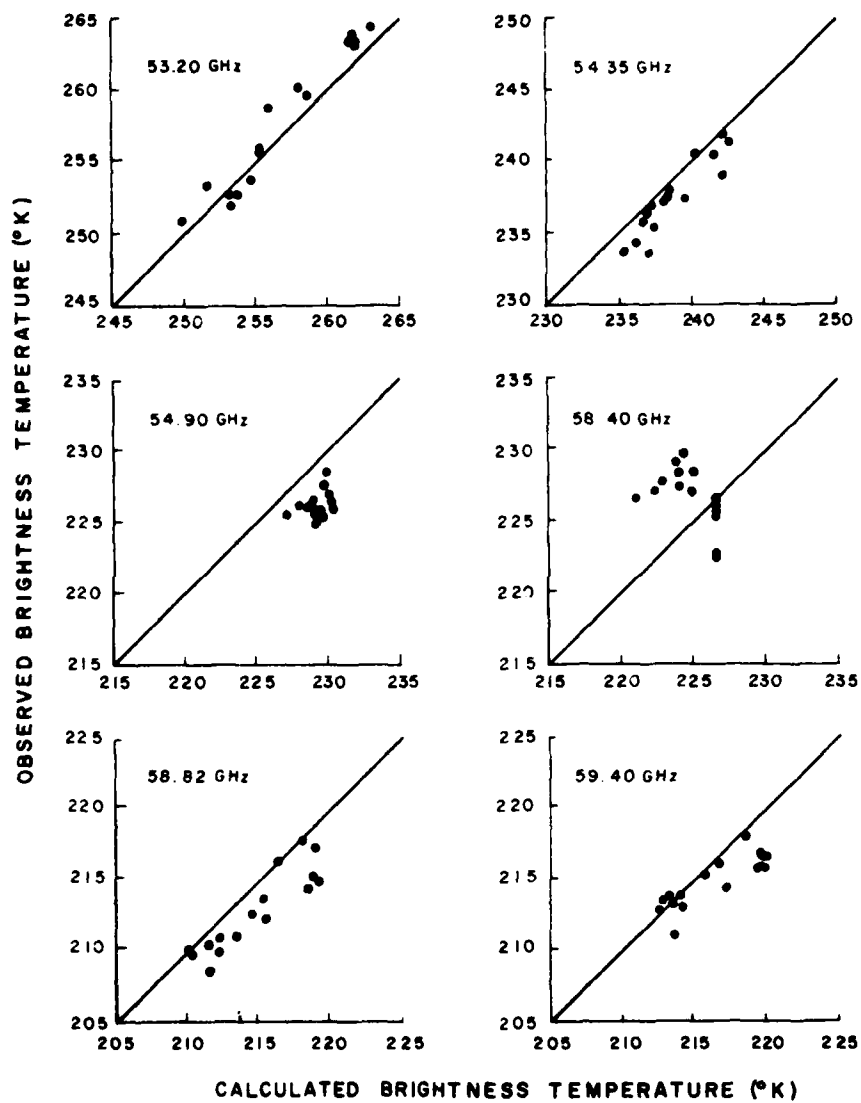 OBSERVED BRIGHTNESS TEMPERATURE (°K)
265
260
255
250
245
53.20 GHz
245 250 255 260 265
250
245
240
235
230
54 35 GHz
230 235 240 245 250
235
230
225
220
215
54.90 GHz
215 220 225 230 235
235
230
225
220
215
58 40 GHz
215 220 225 230 235
225
220
215
210
205
58.82 GHz
205 210 215 220 225
225
220
215
210
205
59.40 GHz
205 210 215 220 225
CALCULATED BRIGHTNESS TEMPERATURE (°K)